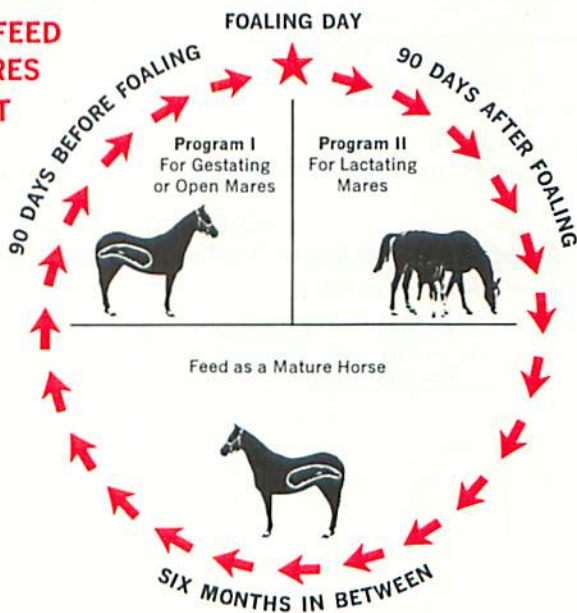 FEED
RES
T
FOALING DAY
90 DAYS BEFORE FOALING
90 DAYS AFTER FOALING
Program I
For Gestating
or Open Mares
Program II
For Lactating
Mares
Feed as a Mature Horse
SIX MONTHS IN BETWEEN